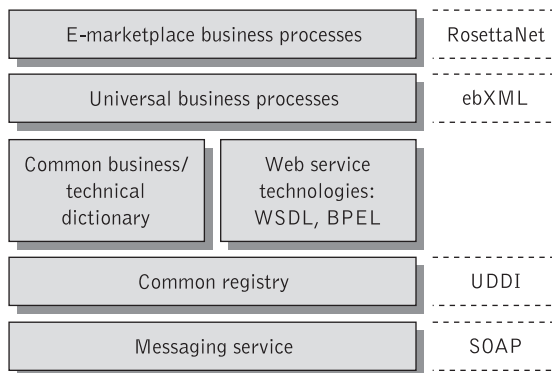 E-marketplace business processes
RosettaNet
Universal business processes
ebXML
Common business/
technical
dictionary
Web service
technologies:
WSDL, BPEL
Common registry
UDDI
Messaging service
SOAP